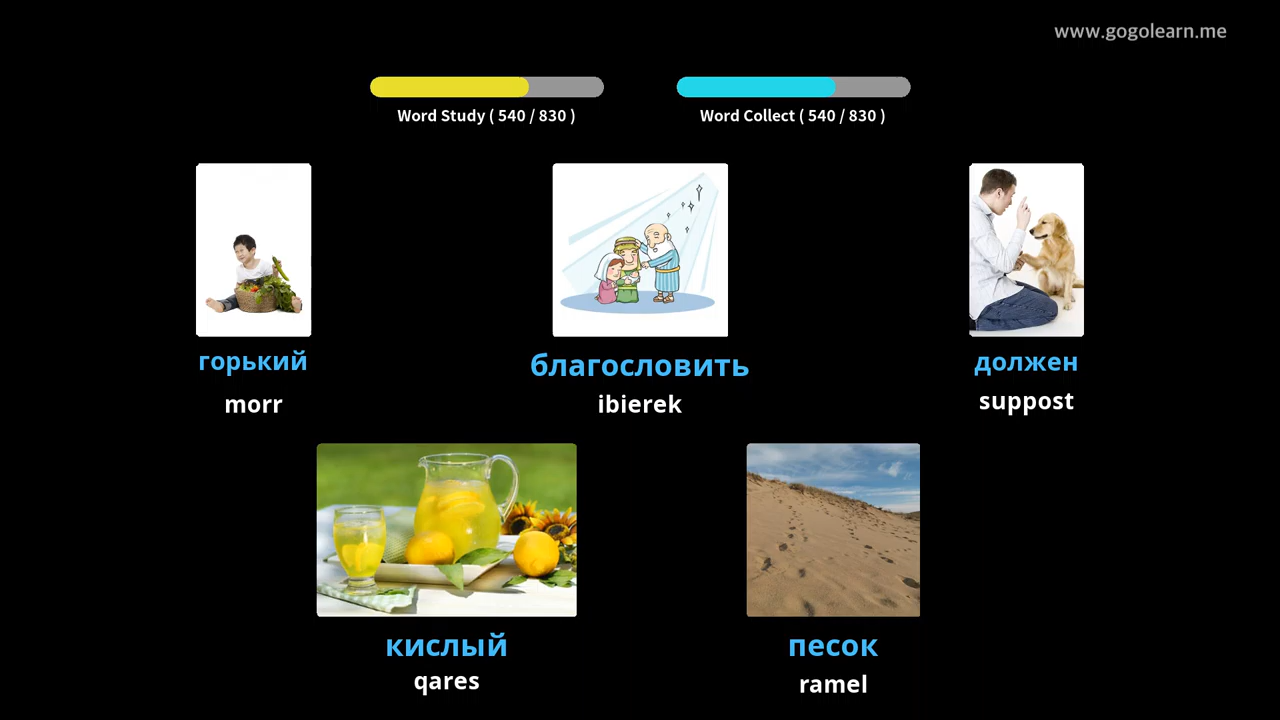 www.gogolearn.me
Word Study ( 540 / 830 )
Word Collect ( 540 / 830 )
горький
morr
благословить
ibierek
должен
suppost
кислый
qares
песок
ramel